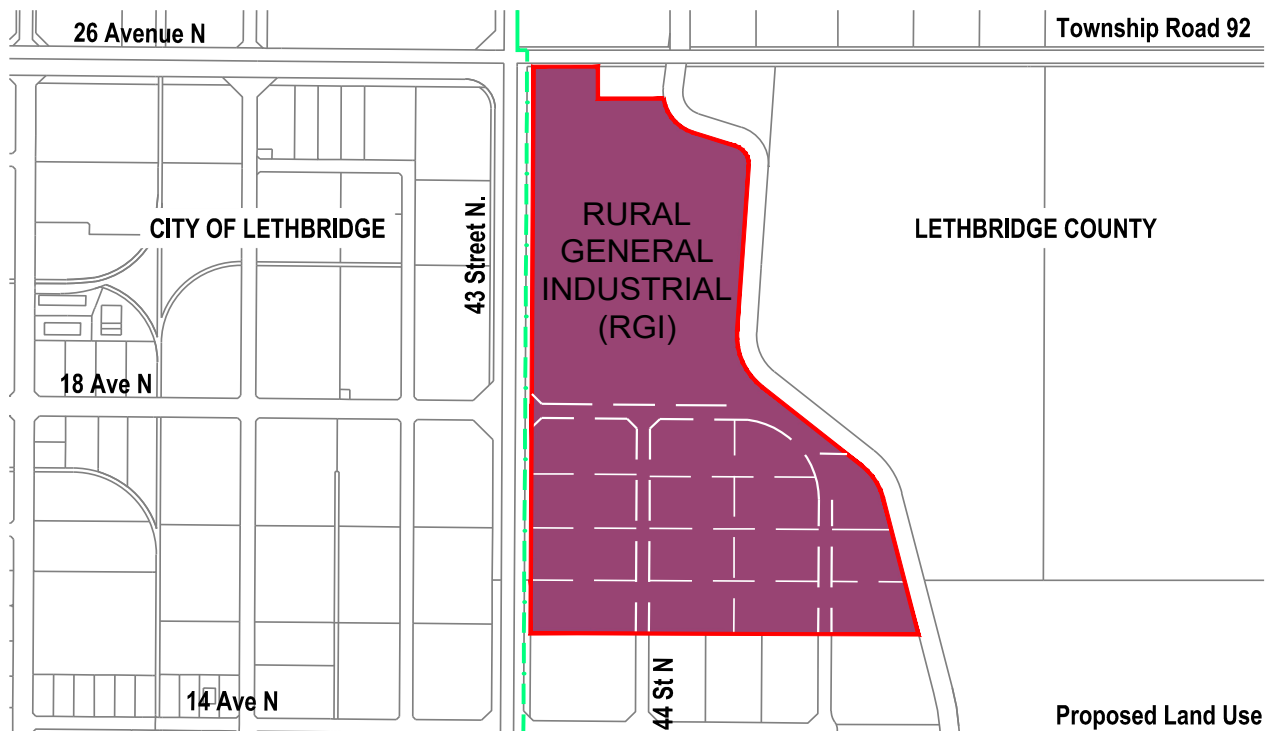 26 Avenue N
Township Road 92
CITY OF LETHBRIDGE
43 Street N.
RURAL
GENERAL
INDUSTRIAL
(RGI)
LETHBRIDGE COUNTY
18 Ave N
14 Ave N
44 St N
Proposed Land Use